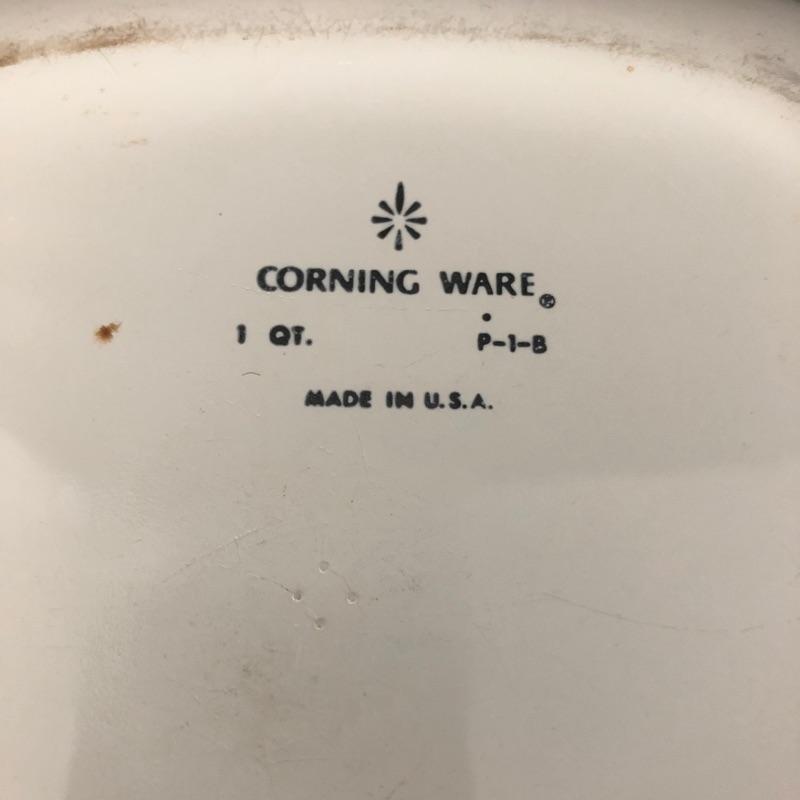 CORNING WARE®
1 QT. P-1-B
MADE IN U.S.A.